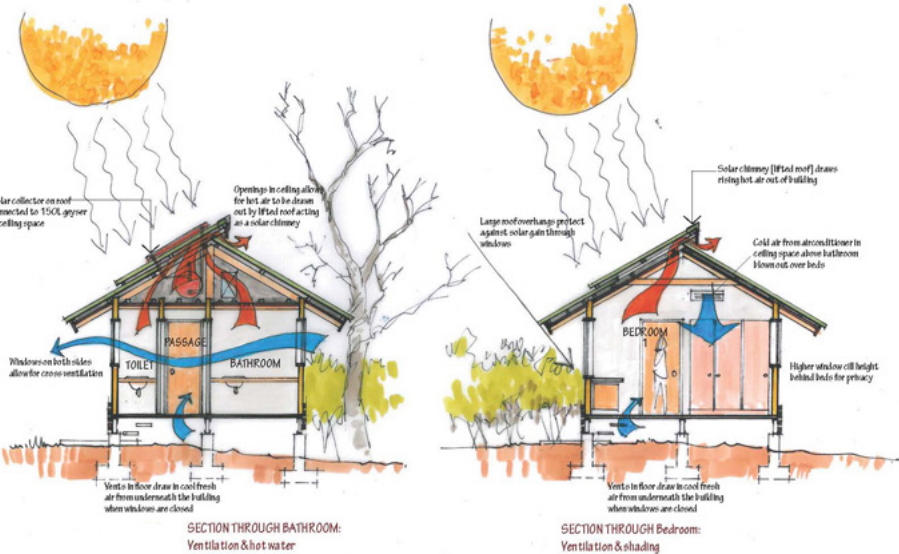 lar collector on roof
nnected to 150L geyser
ceiling space
Openings in ceiling allow
for hot air to be drawn
out by lifted roof acting
as a solar chimney
PASSAGE
TOILET
BATHROOM
Windows on both sides
allow for cross ventilation
Vents in floor draw in cool fresh
air from underneath the building
when windows are closed
SECTION THROUGH BATHROOM:
Ventilation & hot water
Solar chimney [lifted roof] draws
rising hot air out of building
Large roof overhangs protect
against solar gain through
windows
Cold air from airconditioner in
ceiling space above bathroom
blown out over beds
BEDROOM
1
Higher window cill height
behind beds for privacy
Vents in floor draw in cool fresh
air from underneath the building
when windows are closed
SECTION THROUGH Bedroom:
Ventilation & shading